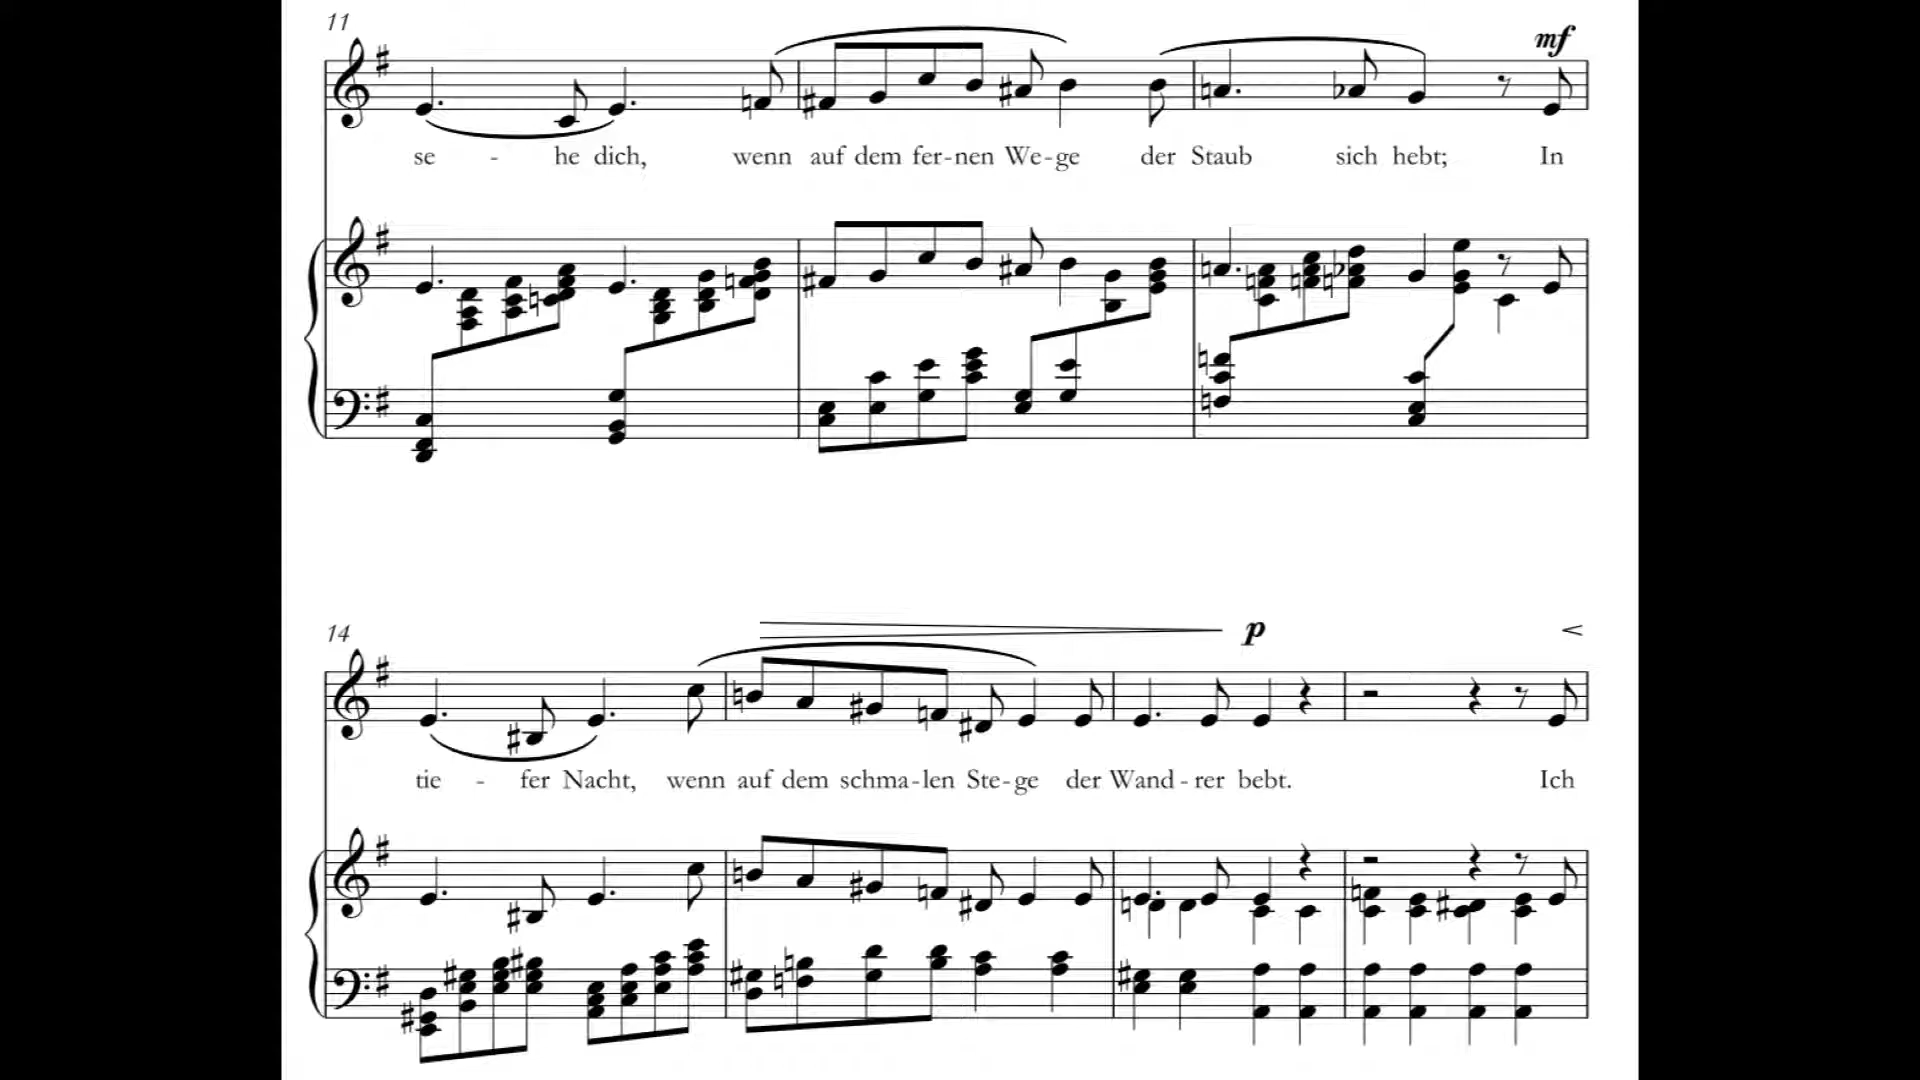 11
mf
se - he dich, wenn auf dem fer-nen We-ge der Staub sich hebt; In
14
p
tie - fer Nacht, wenn auf dem schma-len Ste-ge der Wand-rer bebt. Ich